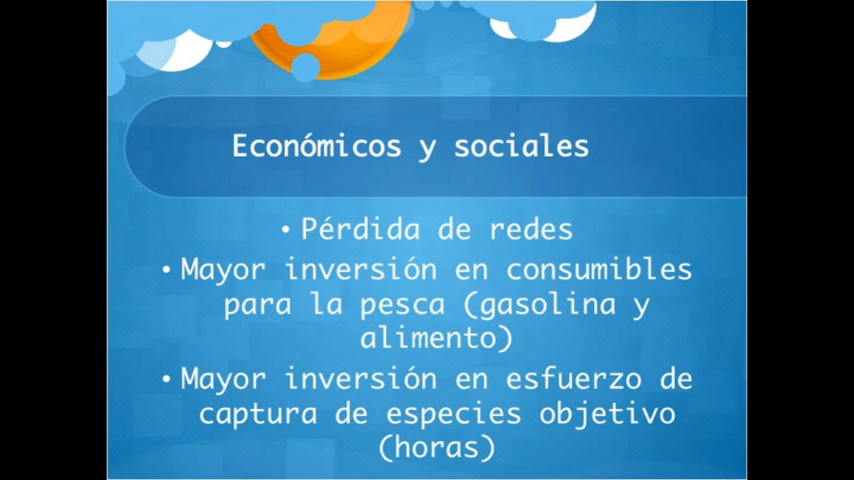 Económicos y sociales
• Pérdida de redes
• Mayor inversión en consumibles
para la pesca (gasolina y
alimento)
• Mayor inversión en esfuerzo de
captura de especies objetivo
(horas)